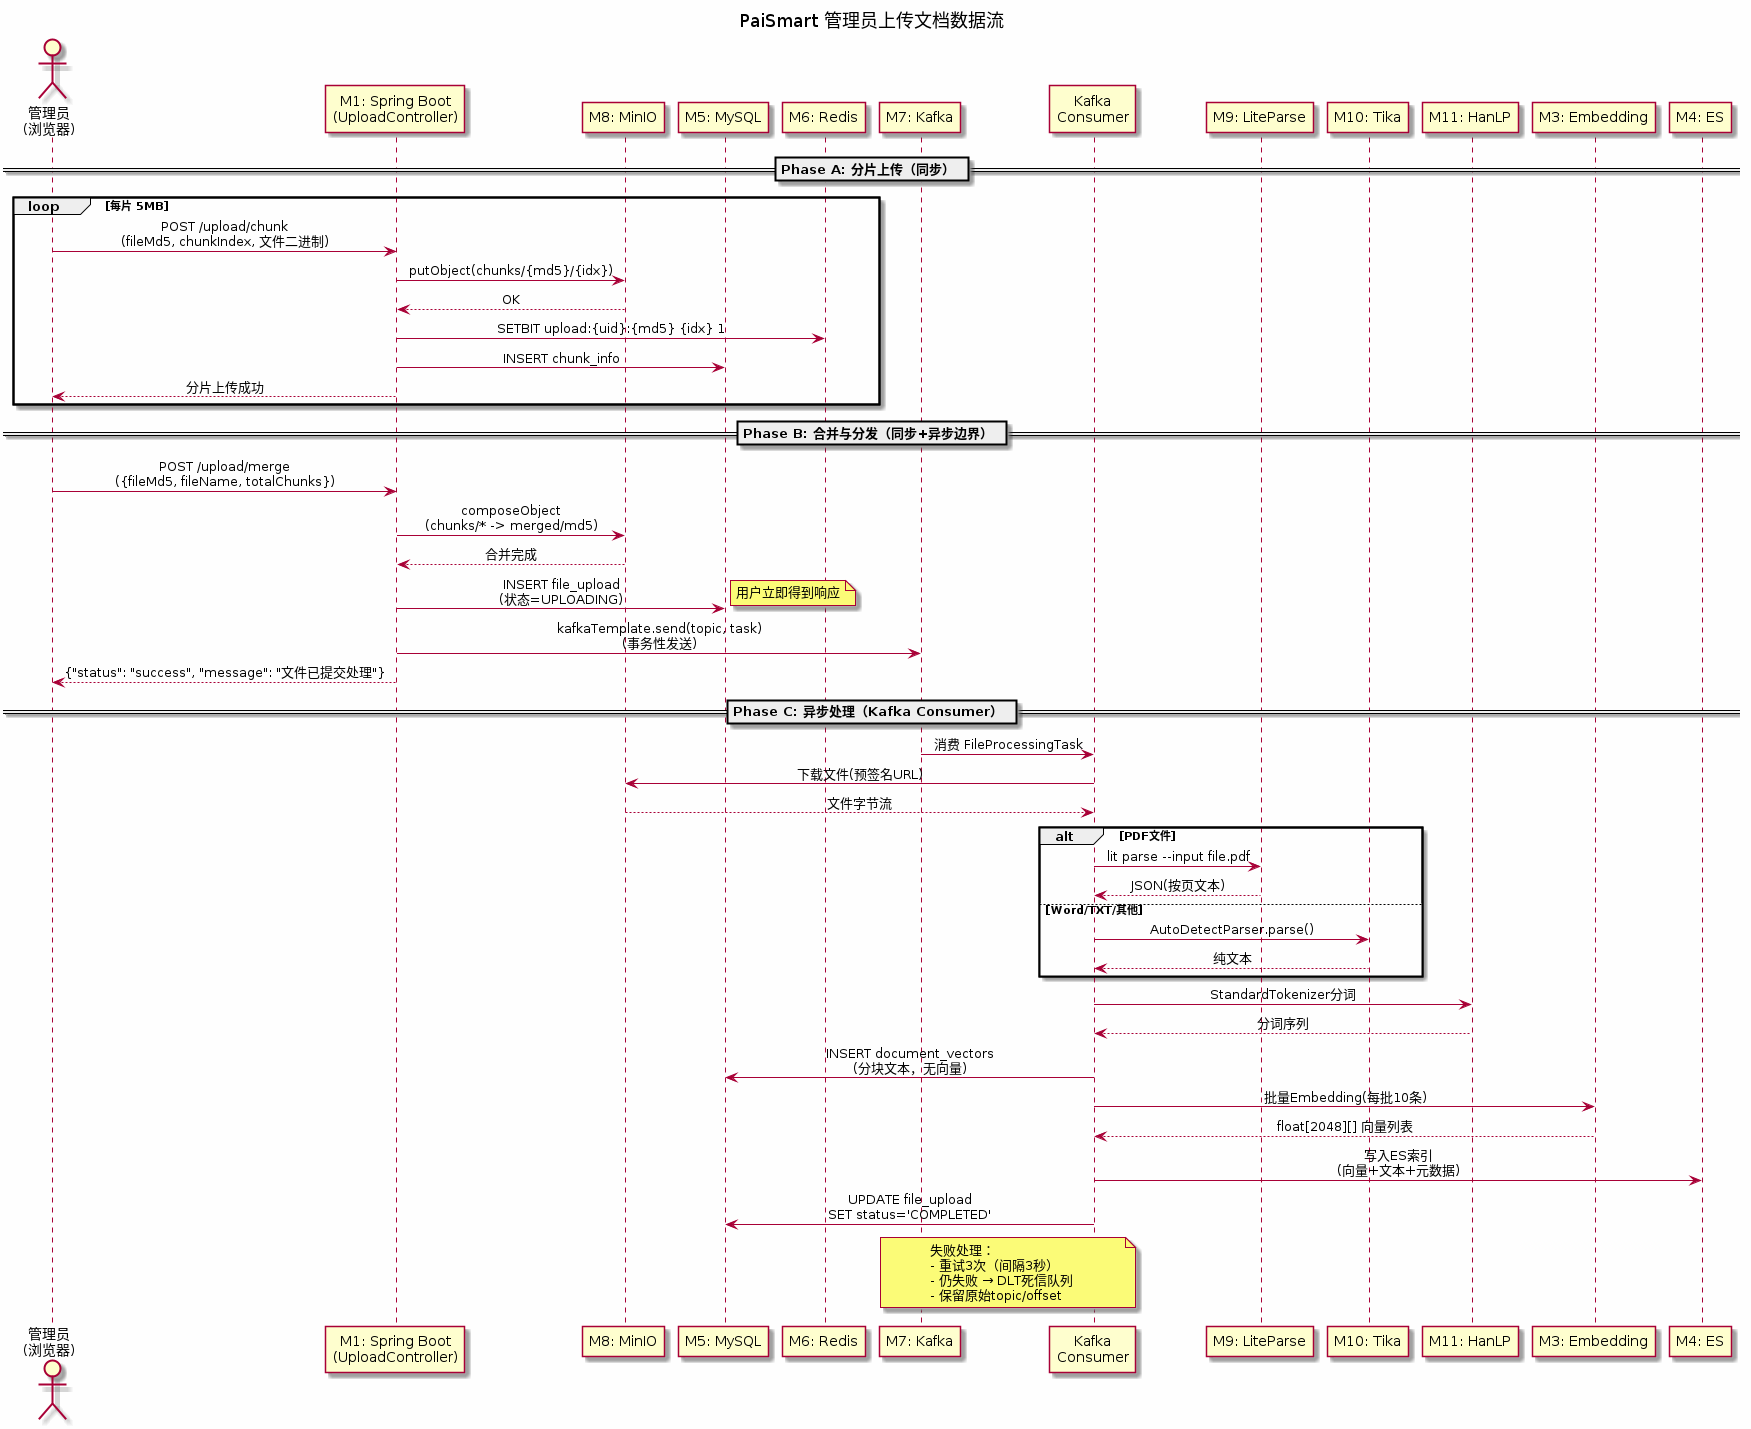 PaiSmart 管理员上传文档数据流
管理员
(浏览器)
M1: Spring Boot
(UploadController)
M8: MinIO
M5: MySQL
M6: Redis
M7: Kafka
Kafka
Consumer
M9: LiteParse
M10: Tika
M11: HanLP
M3: Embedding
M4: ES
Phase A: 分片上传（同步）
loop
[每片 5MB]
POST /upload/chunk
(fileMd5, chunkIndex, 文件二进制)
putObject(chunks/{md5}/{idx})
OK
SETBIT upload:{uid}:{md5} {idx} 1
INSERT chunk_info
分片上传成功
Phase B: 合并与分发（同步+异步边界）
POST /upload/merge
({fileMd5, fileName, totalChunks})
composeObject
(chunks/* -> merged/md5)
合并完成
INSERT file_upload
(状态=UPLOADING)
用户立即得到响应
kafkaTemplate.send(topic, task)
(事务性发送)
{"status": "success", "message": "文件已提交处理"}
Phase C: 异步处理（Kafka Consumer）
消费 FileProcessingTask
下载文件(预签名URL)
文件字节流
alt
[PDF文件]
lit parse --input file.pdf
JSON(按页文本)
[Word/TXT/其他]
AutoDetectParser.parse()
纯文本
StandardTokenizer分词
分词序列
INSERT document_vectors
(分块文本，无向量)
批量Embedding(每批10条)
float[2048][] 向量列表
写入ES索引
(向量+文本+元数据)
UPDATE file_upload
SET status='COMPLETED'
失败处理：
- 重试3次（间隔3秒）
- 仍失败 → DLT死信队列
- 保留原始topic/offset
管理员
(浏览器)
M1: Spring Boot
(UploadController)
M8: MinIO
M5: MySQL
M6: Redis
M7: Kafka
Kafka
Consumer
M9: LiteParse
M10: Tika
M11: HanLP
M3: Embedding
M4: ES